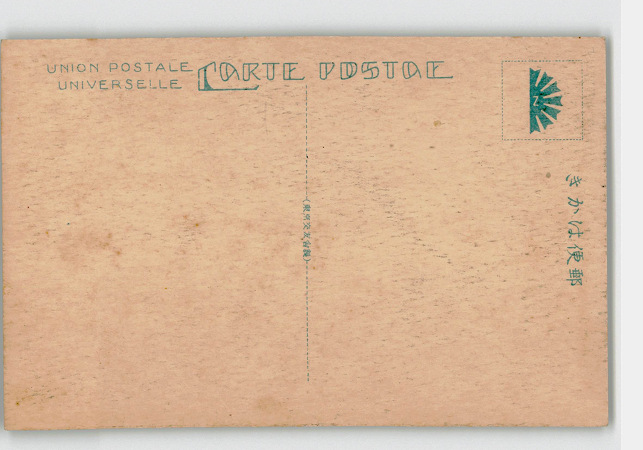 UNION POSTALE
UNIVERSELLE
CARTE POSTALE
きかは便郵